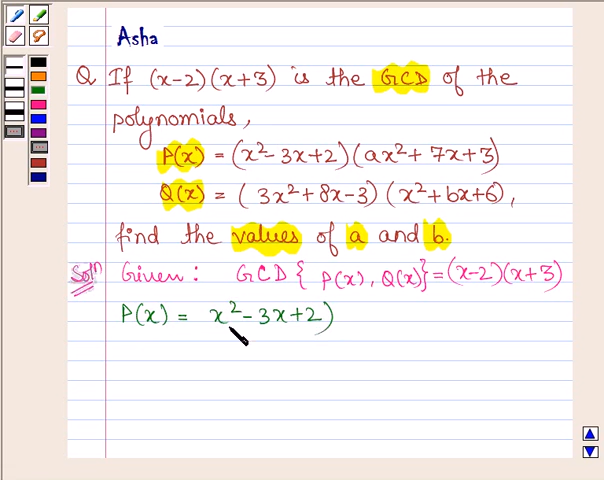 Asha
Q If (x-2)(x+3) is the GCD of the
polynomials,
P(x) = (x²-3x+2)(ax²+7x+3)
Q(x) = (3x²+8x-3)(x²+bx+6),
find the values of a and b.
Solⁿ Given: GCD{P(x), Q(x)} = (x-2)(x+3)
P(x) = x²-3x+2)